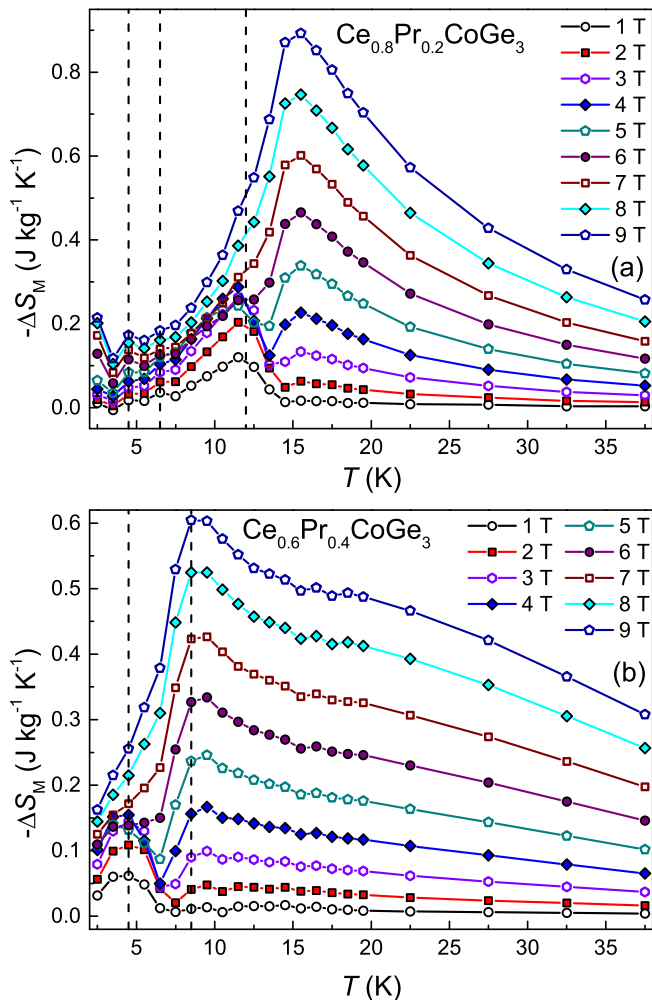 Ce0.8Pr0.2CoGe3
1 T
2 T
3 T
4 T
5 T
6 T
7 T
8 T
9 T
(a)
0.8
0.6
0.4
0.2
0.0
-ΔSM (J kg-1 K-1)
5 10 15 20 25 30 35
T (K)
Ce0.6Pr0.4CoGe3
1 T 5 T
2 T 6 T
3 T 7 T
4 T 8 T
9 T
(b)
0.6
0.5
0.4
0.3
0.2
0.1
0.0
-ΔSM (J kg-1 K-1)
5 10 15 20 25 30 35
T (K)